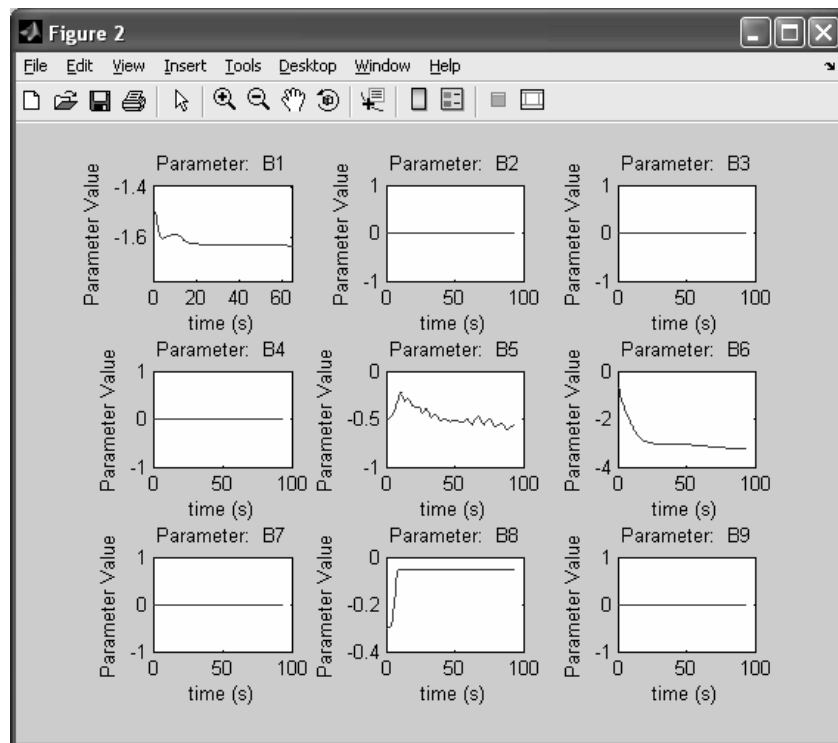 Figure 2
File Edit View Insert Tools Desktop Window Help
Parameter: B1
Parameter Value
-1.4
-1.6
0 20 40 60
time (s)
Parameter: B2
Parameter Value
1
0
-1
0 50 100
time (s)
Parameter: B3
Parameter Value
1
0
-1
0 50 100
time (s)
Parameter: B4
Parameter Value
1
0
-1
0 50 100
time (s)
Parameter: B5
Parameter Value
0
-0.5
-1
0 50 100
time (s)
Parameter: B6
Parameter Value
0
-2
-4
0 50 100
time (s)
Parameter: B7
Parameter Value
1
0
-1
0 50 100
time (s)
Parameter: B8
Parameter Value
0
-0.2
-0.4
0 50 100
time (s)
Parameter: B9
Parameter Value
1
0
-1
0 50 100
time (s)